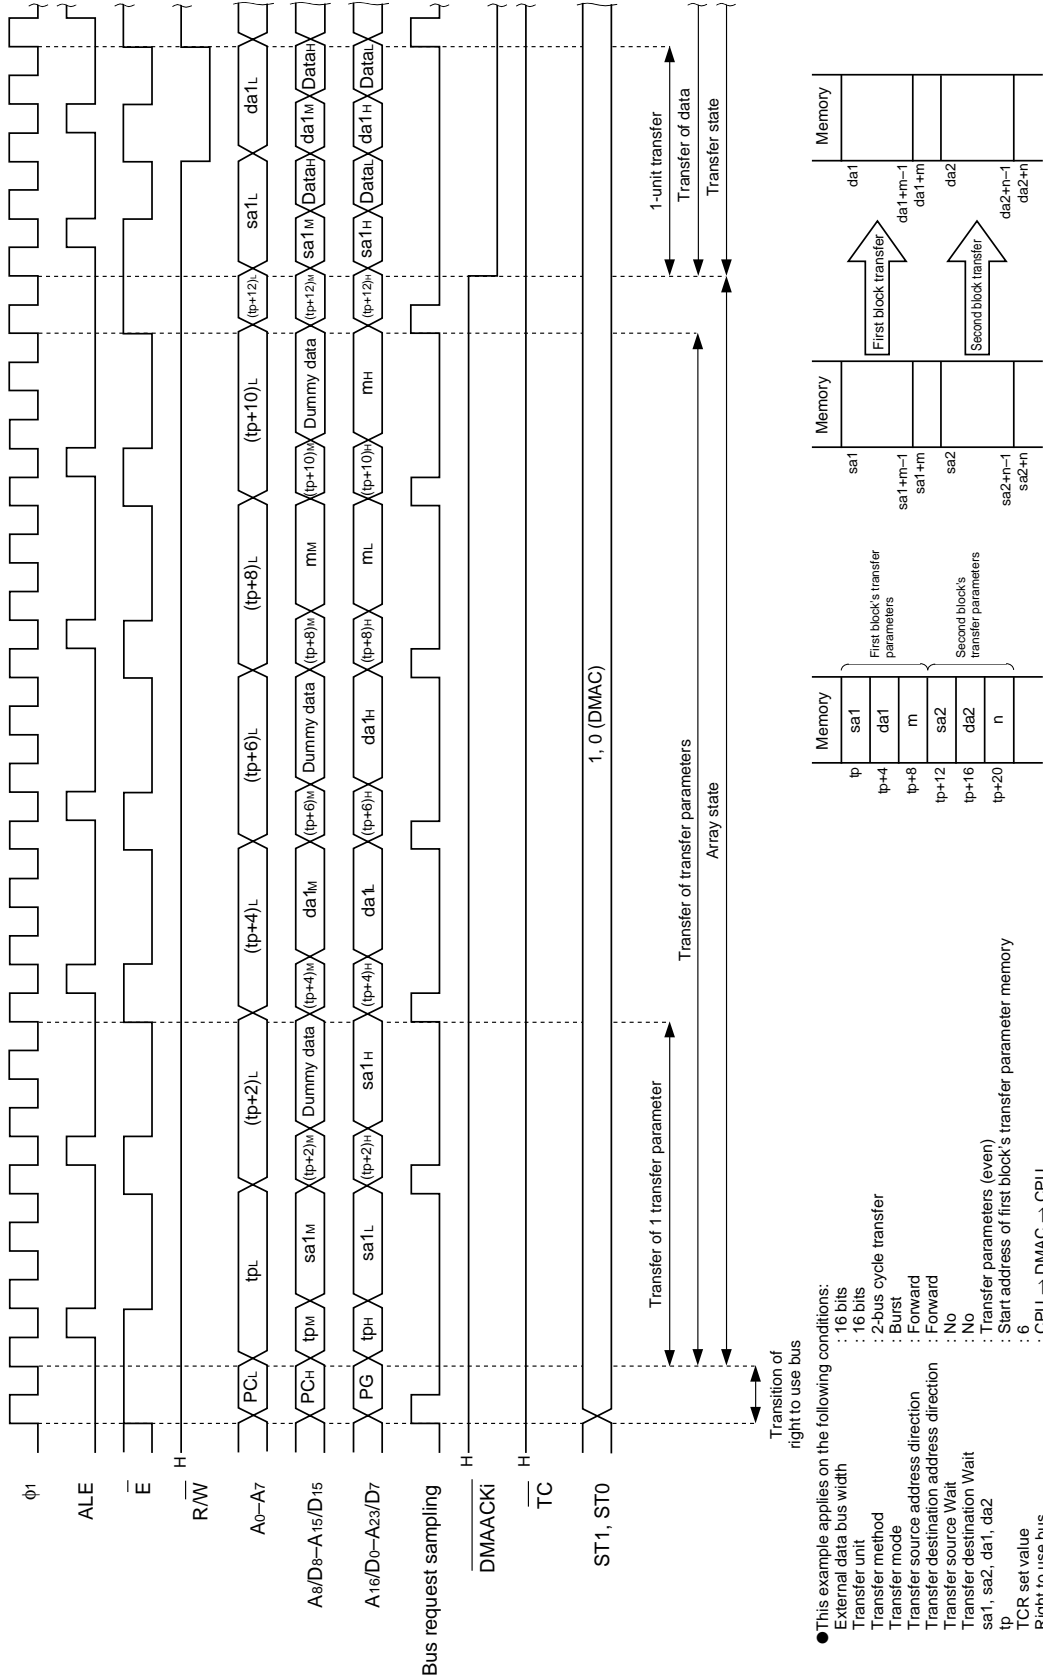 ϕ1
ALE
E
R/W
H
A0–A7
PCL
tpL
(tp+2)L
(tp+4)L
(tp+6)L
(tp+8)L
(tp+10)L
(tp+12)L
sa1L
da1L
A8/D8–A15/D15
PCH
tpM
sa1M
(tp+2)M
Dummy data
(tp+4)M
da1M
(tp+6)M
Dummy data
(tp+8)M
mM
(tp+10)M
Dummy data
(tp+12)M
sa1M
DataH
da1M
DataH
A16/D0–A23/D7
PG
tpH
sa1L
(tp+2)H
sa1H
(tp+4)H
da1L
(tp+6)H
da1H
(tp+8)H
mL
(tp+10)H
mH
(tp+12)H
sa1H
DataL
da1H
DataL
Bus request sampling
DMAACKi
H
TC
H
ST1, ST0
1, 0 (DMAC)
Transfer of 1 transfer parameter
1-unit transfer
Transfer of transfer parameters
Transfer of data
Array state
Transfer state
Transition of
right to use bus
●This example applies on the following conditions:
External data bus width : 16 bits
Transfer unit : 16 bits
Transfer method : 2-bus cycle transfer
Transfer mode : Burst
Transfer source address direction : Forward
Transfer destination address direction : Forward
Transfer source Wait : No
Transfer destination Wait : No
sa1, sa2, da1, da2 : Transfer parameters (even)
tp : Start address of first block's transfer parameter memory
TCR set value : 6
Right to use bus : CPU → DMAC → CPU
Memory
tp
sa1
tp+4
da1
tp+8
m
tp+12
sa2
tp+16
da2
tp+20
n
First block's transfer
parameters
Second block's
transfer parameters
Memory
sa1
sa1+m–1
sa1+m
sa2
sa2+n–1
sa2+n
First block transfer
Second block transfer
Memory
da1
da1+m–1
da1+m
da2
da2+n–1
da2+n